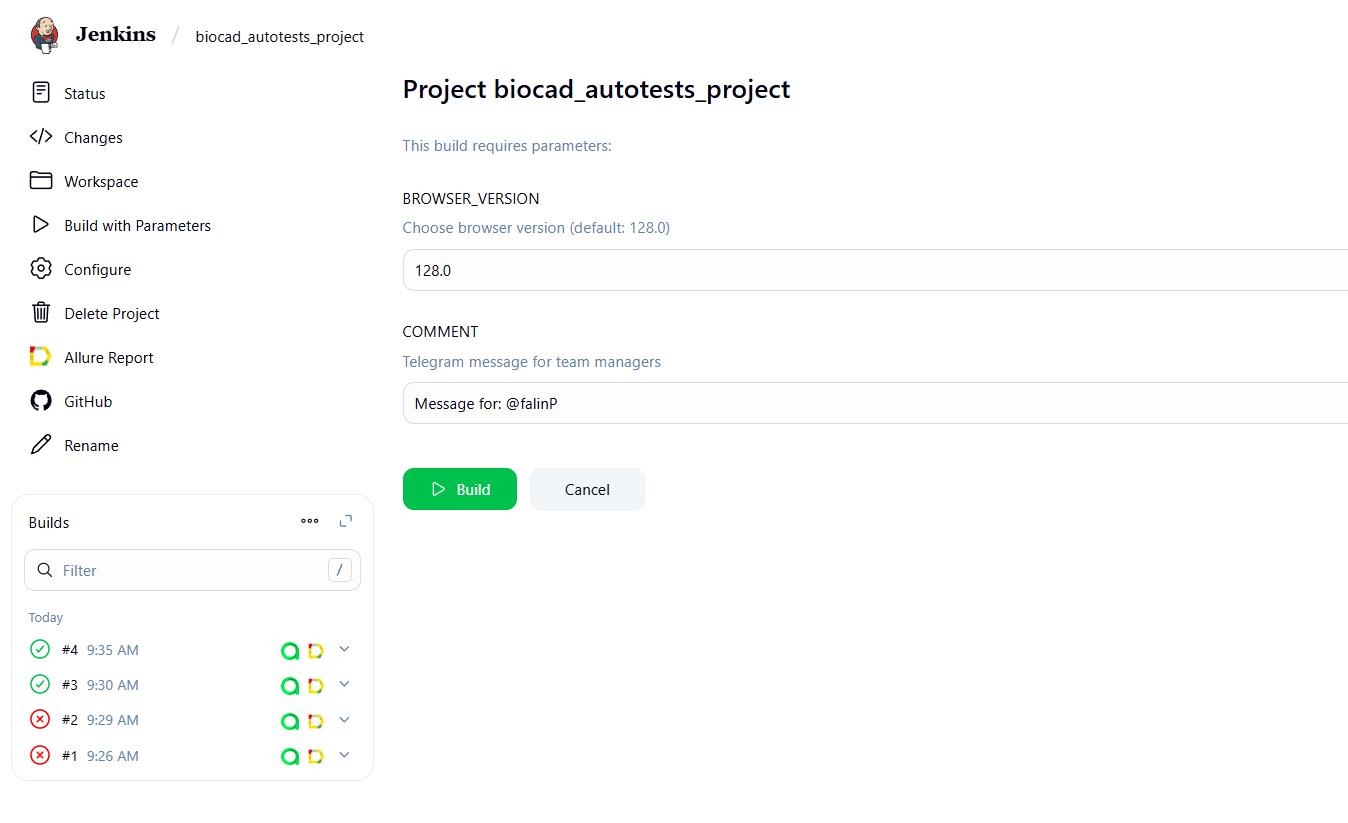 Jenkins / biocad_autotests_project
Status
Changes
Workspace
Build with Parameters
Configure
Delete Project
Allure Report
GitHub
Rename
Builds
Filter /
Today
#4 9:35 AM
#3 9:30 AM
#2 9:29 AM
#1 9:26 AM
Project biocad_autotests_project
This build requires parameters:
BROWSER_VERSION
Choose browser version (default: 128.0)
128.0
COMMENT
Telegram message for team managers
Message for: @falinP
Build
Cancel